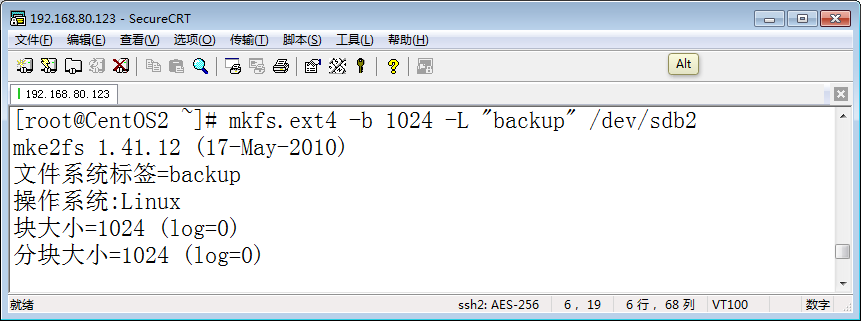 192.168.80.123 - SecureCRT
文件(F) 编辑(E) 查看(V) 选项(O) 传输(T) 脚本(S) 工具(L) 帮助(H)
Alt
192.168.80.123
[root@CentOS2 ~]# mkfs.ext4 -b 1024 -L "backup" /dev/sdb2
mke2fs 1.41.12 (17-May-2010)
文件系统标签=backup
操作系统:Linux
块大小=1024 (log=0)
分块大小=1024 (log=0)
就绪 ssh2: AES-256 6, 19 6 行, 68 列 VT100 数字